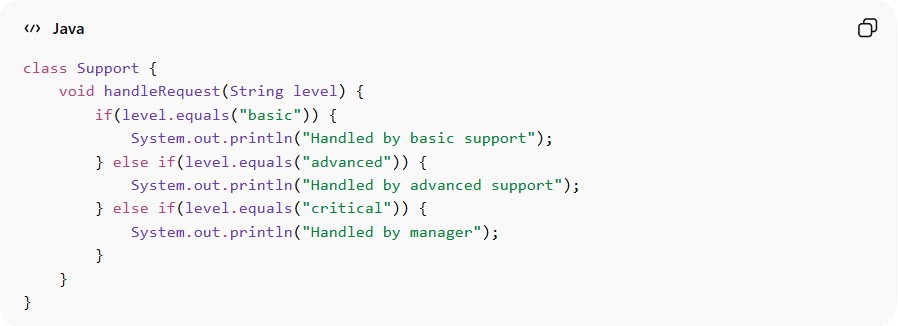 </> Java
class Support {
    void handleRequest(String level) {
        if(level.equals("basic")) {
            System.out.println("Handled by basic support");
        } else if(level.equals("advanced")) {
            System.out.println("Handled by advanced support");
        } else if(level.equals("critical")) {
            System.out.println("Handled by manager");
        }
    }
}